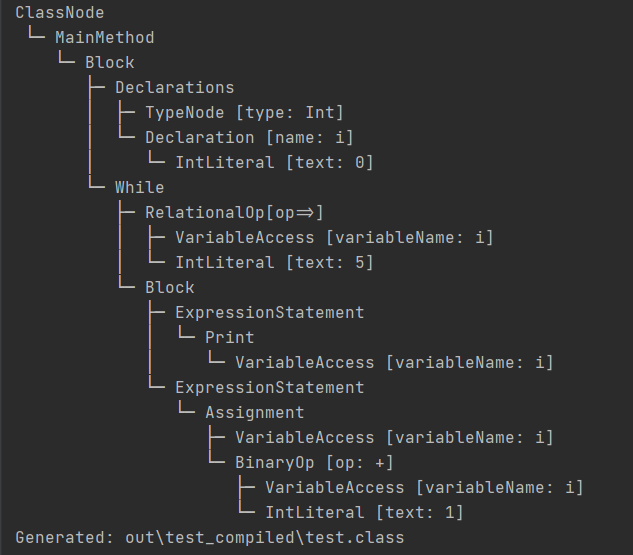 ClassNode
└─ MainMethod
└─ Block
├─ Declarations
│ ├─ TypeNode [type: Int]
│ └─ Declaration [name: i]
│ └─ IntLiteral [text: 0]
└─ While
├─ RelationalOp[op=>]
│ ├─ VariableAccess [variableName: i]
│ └─ IntLiteral [text: 5]
└─ Block
├─ ExpressionStatement
│ └─ Print
│ └─ VariableAccess [variableName: i]
└─ ExpressionStatement
└─ Assignment
├─ VariableAccess [variableName: i]
└─ BinaryOp [op: +]
├─ VariableAccess [variableName: i]
└─ IntLiteral [text: 1]
Generated: out\test_compiled\test.class